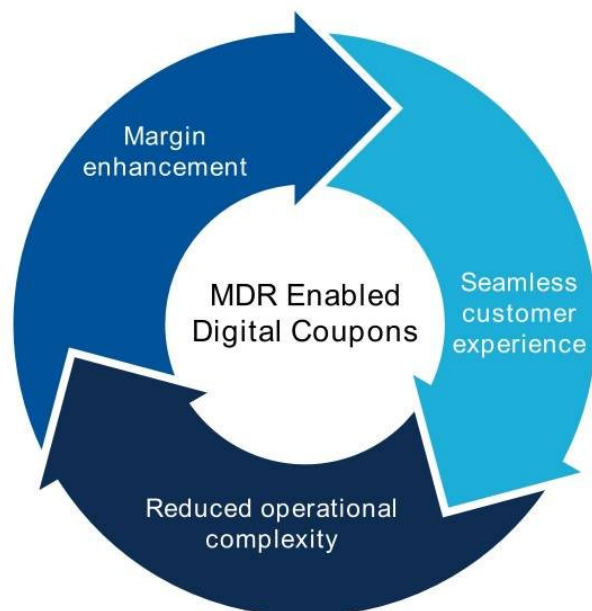 Margin
enhancement
MDR Enabled
Digital Coupons
Seamless
customer
experience
Reduced operational
complexity